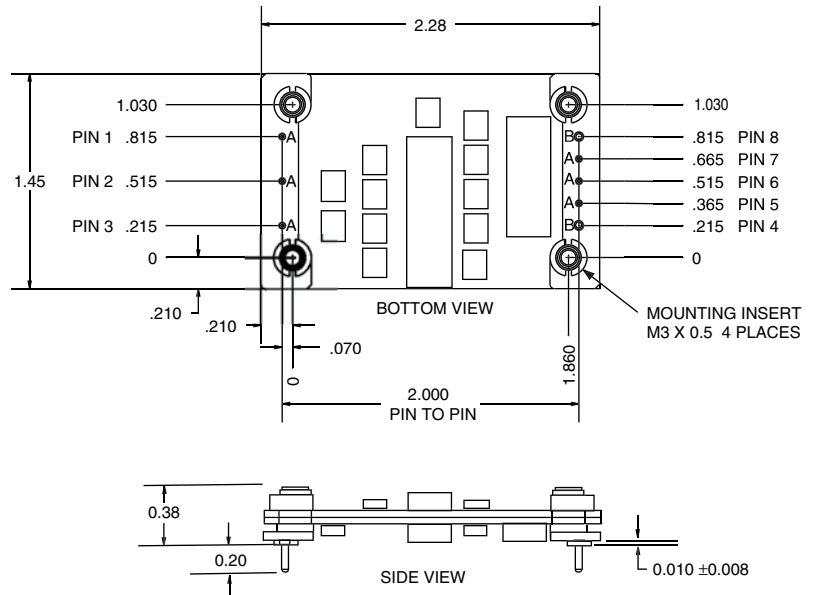 2.28
1.030
1.030
PIN 1 .815
A
B
.815 PIN 8
A
.665 PIN 7
1.45
PIN 2 .515
A
A
.515 PIN 6
A
.365 PIN 5
PIN 3 .215
A
B
.215 PIN 4
0
0
BOTTOM VIEW
MOUNTING INSERT
M3 X 0.5 4 PLACES
.210
.210
.070
0
1.860
2.000
PIN TO PIN
0.38
0.20
SIDE VIEW
0.010 ±0.008